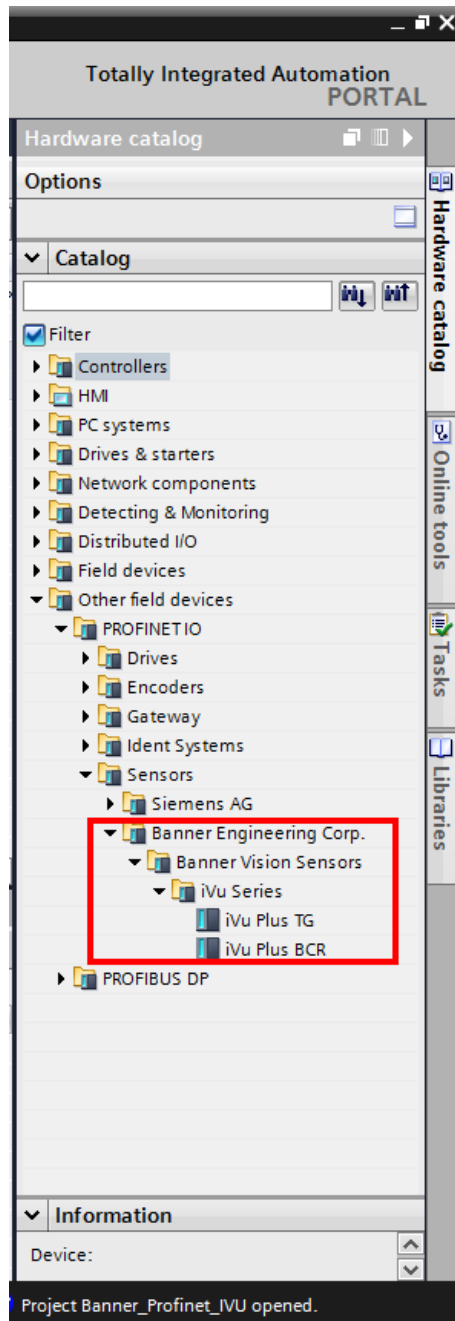 Totally Integrated Automation
PORTAL
Hardware catalog
Options
Catalog
Filter
Controllers
HMI
PC systems
Drives & starters
Network components
Detecting & Monitoring
Distributed I/O
Field devices
Other field devices
PROFINET IO
Drives
Encoders
Gateway
Ident Systems
Sensors
Siemens AG
Banner Engineering Corp.
Banner Vision Sensors
iVu Series
iVu Plus TG
iVu Plus BCR
PROFIBUS DP
Information
Device:
Project Banner_Profinet_IVU opened.
Hardware catalog
Online tools
Tasks
Libraries